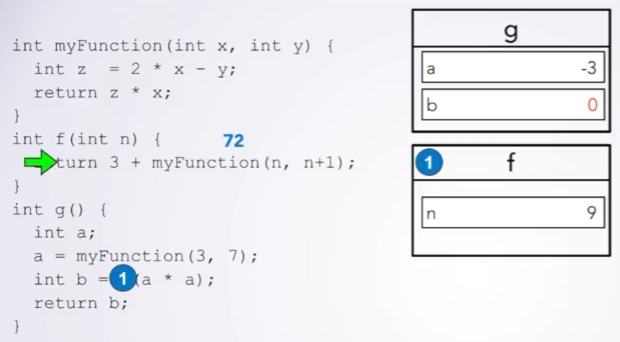 int myFunction(int x, int y) {
int z = 2 * x - y;
return z * x;
}
int f(int n) {
72
turn 3 + myFunction(n, n+1);
}
int g() {
int a;
a = myFunction(3, 7);
int b = 1 (a * a);
return b;
}
g
a -3
b 0
1 f
n 9